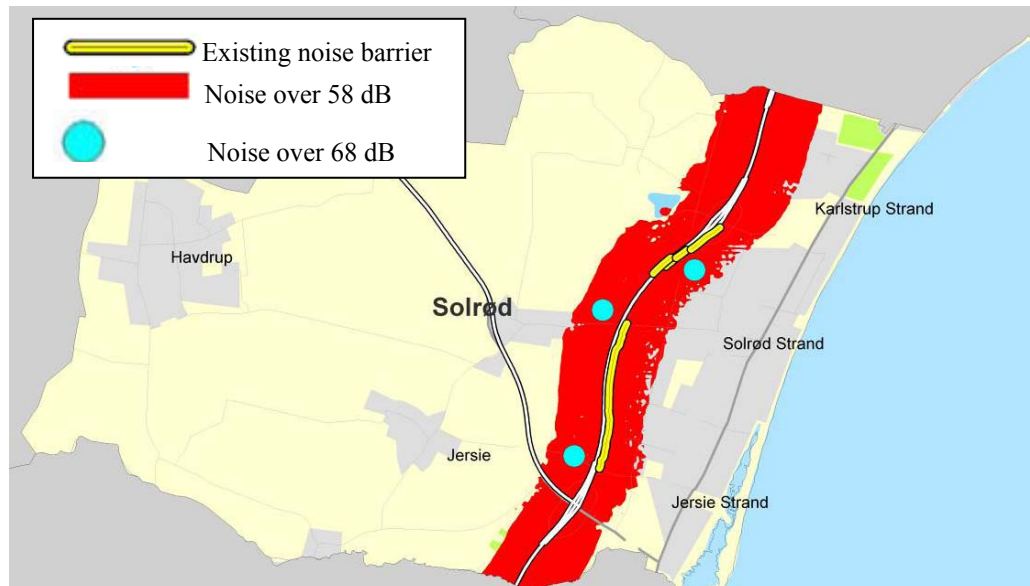 Existing noise barrier
Noise over 58 dB
Noise over 68 dB
Karlstrup Strand
Havdrup
Solrød
Solrød Strand
Jersie
Jersie Strand